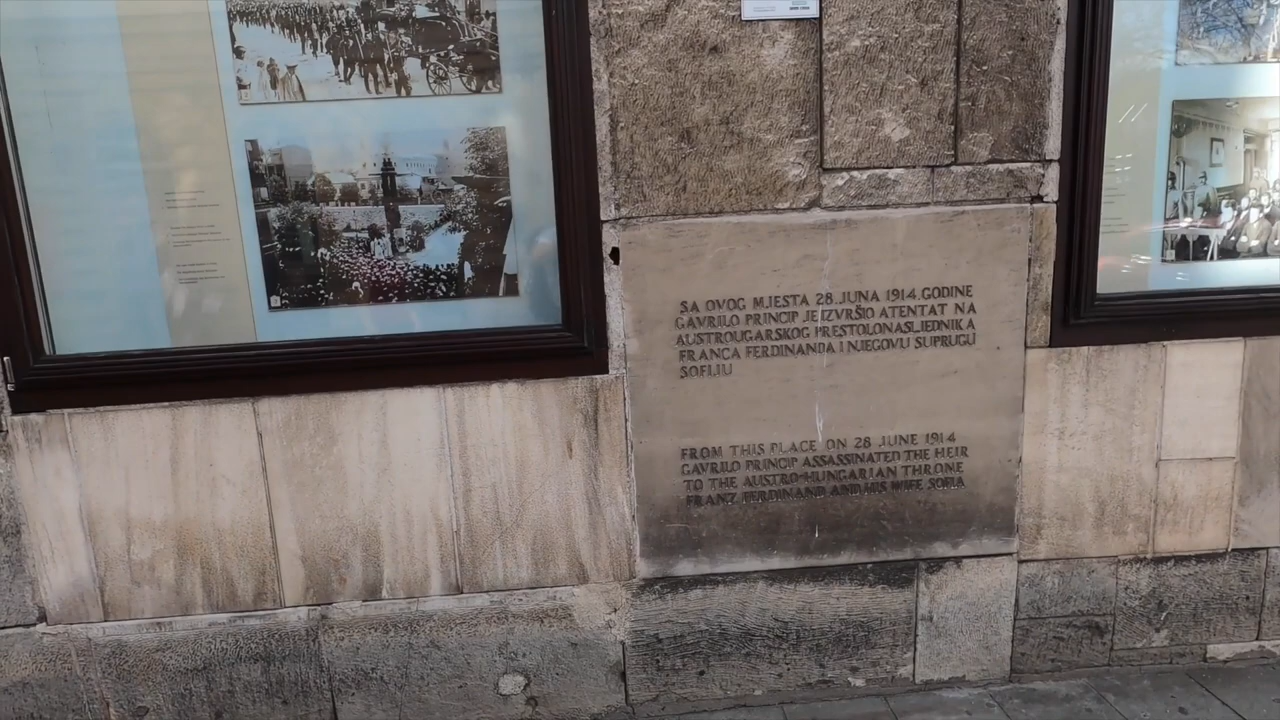 SA OVOG MJESTA 28. JUNA 1914. GODINE
GAVRILO PRINCIP JE IZVRŠIO ATENTAT NA
AUSTROUGARSKOG PRESTOLONASLJEDNIKA
FRANCA FERDINANDA I NJEGOVU SUPRUGU
SOFIJU
FROM THIS PLACE ON 28 JUNE 1914
GAVRILO PRINCIP ASSASSINATED THE HEIR
TO THE AUSTRO-HUNGARIAN THRONE
FRANZ FERDINAND AND HIS WIFE SOFIA